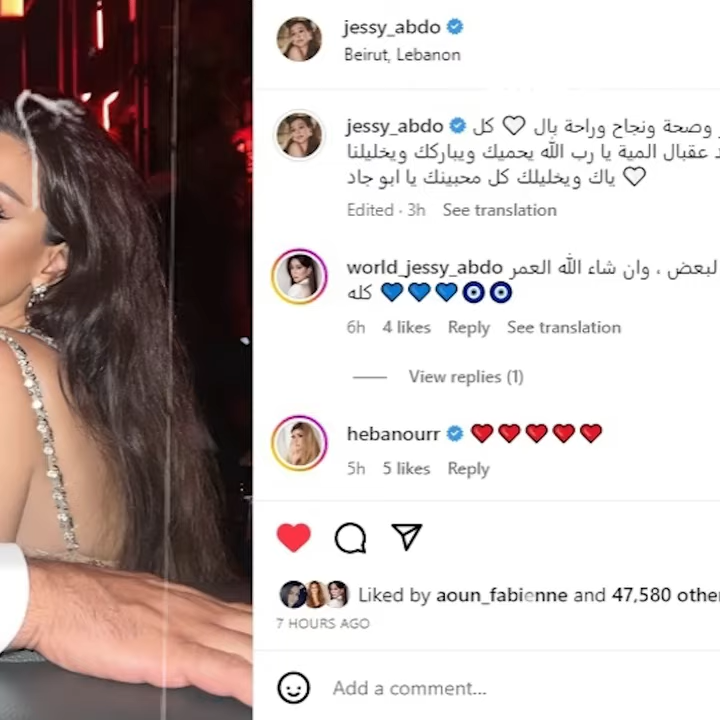 jessy_abdo
Beirut, Lebanon
jessy_abdo كل ♡ وصحة ونجاح وراحة بال
عقبال المية يا رب الله يحميك ويباركك ويخليلنا
ياك ويخليلك كل محبينك يا ابو جاد ♡
Edited · 3h See translation
world_jessy_abdo لبعض ، وان شاء الله العمر
كله 💙💙💙🧿🧿
6h 4 likes Reply See translation
View replies (1)
hebanourr ❤️❤️❤️❤️❤️
5h 5 likes Reply
Liked by aoun_fabienne and 47,580
7 HOURS AGO
Add a comment...